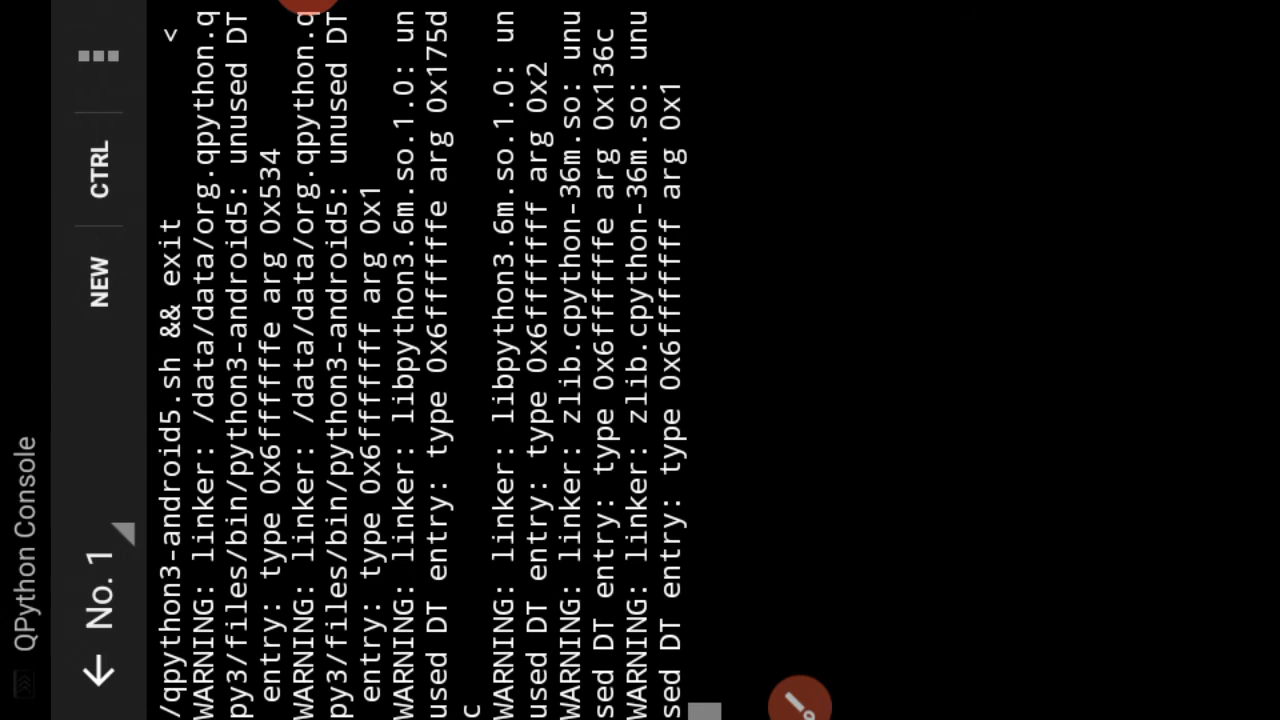 QPython Console
No. 1
NEW
CTRL
/qpython3-android5.sh && exit <
WARNING: linker: /data/data/org.qpython.q
py3/files/bin/python3-android5: unused DT
entry: type 0x6ffffffe arg 0x534
WARNING: linker: /data/data/org.qpython.q
py3/files/bin/python3-android5: unused DT
entry: type 0x6fffffff arg 0x1
WARNING: linker: libpython3.6m.so.1.0: un
used DT entry: type 0x6ffffffe arg 0x175d
c
WARNING: linker: libpython3.6m.so.1.0: un
used DT entry: type 0x6fffffff arg 0x2
WARNING: linker: zlib.cpython-36m.so: unu
sed DT entry: type 0x6ffffffe arg 0x136c
WARNING: linker: zlib.cpython-36m.so: unu
sed DT entry: type 0x6fffffff arg 0x1